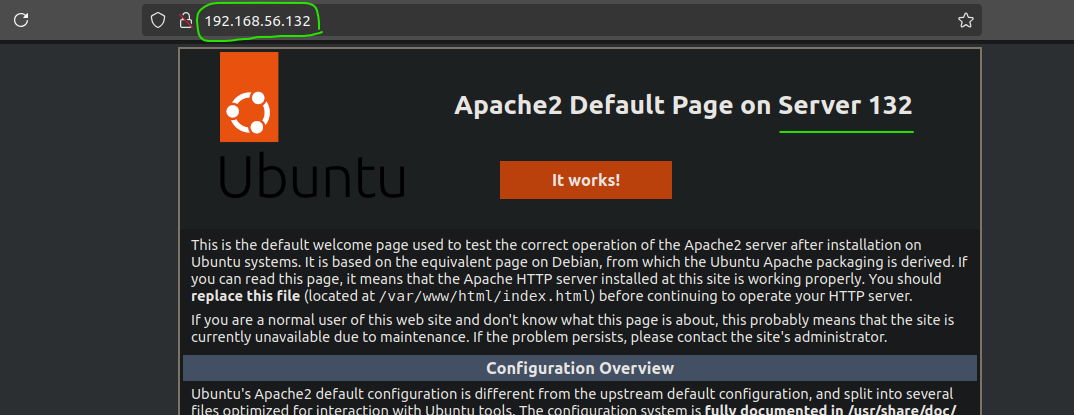 192.168.56.132
Apache2 Default Page on Server 132
Ubuntu
It works!
This is the default welcome page used to test the correct operation of the Apache2 server after installation on
Ubuntu systems. It is based on the equivalent page on Debian, from which the Ubuntu Apache packaging is derived. If
you can read this page, it means that the Apache HTTP server installed at this site is working properly. You should
replace this file (located at /var/www/html/index.html) before continuing to operate your HTTP server.
If you are a normal user of this web site and don't know what this page is about, this probably means that the site is
currently unavailable due to maintenance. If the problem persists, please contact the site's administrator.
Configuration Overview
Ubuntu's Apache2 default configuration is different from the upstream default configuration, and split into several
files optimized for interaction with Ubuntu tools. The configuration system is fully documented in /usr/share/doc/